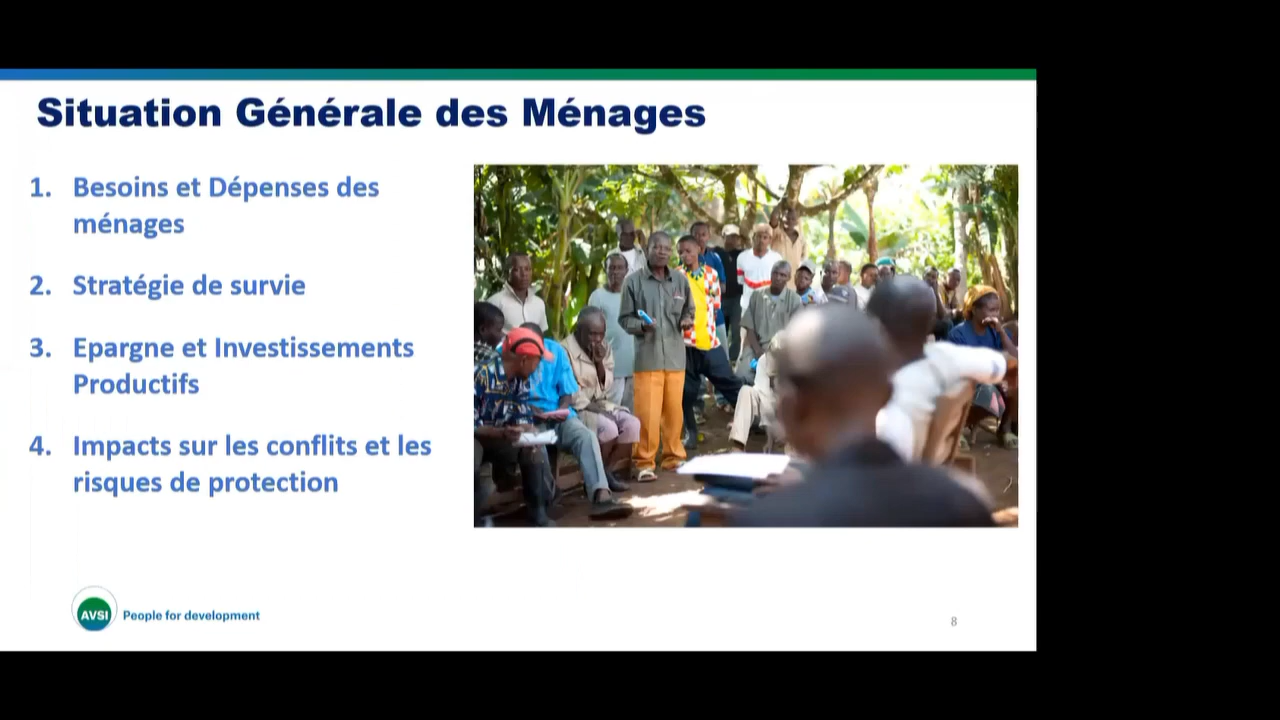 Situation Générale des Ménages
1. Besoins et Dépenses des
ménages
2. Stratégie de survie
3. Epargne et Investissements
Productifs
4. Impacts sur les conflits et les
risques de protection
AVSI People for development
8